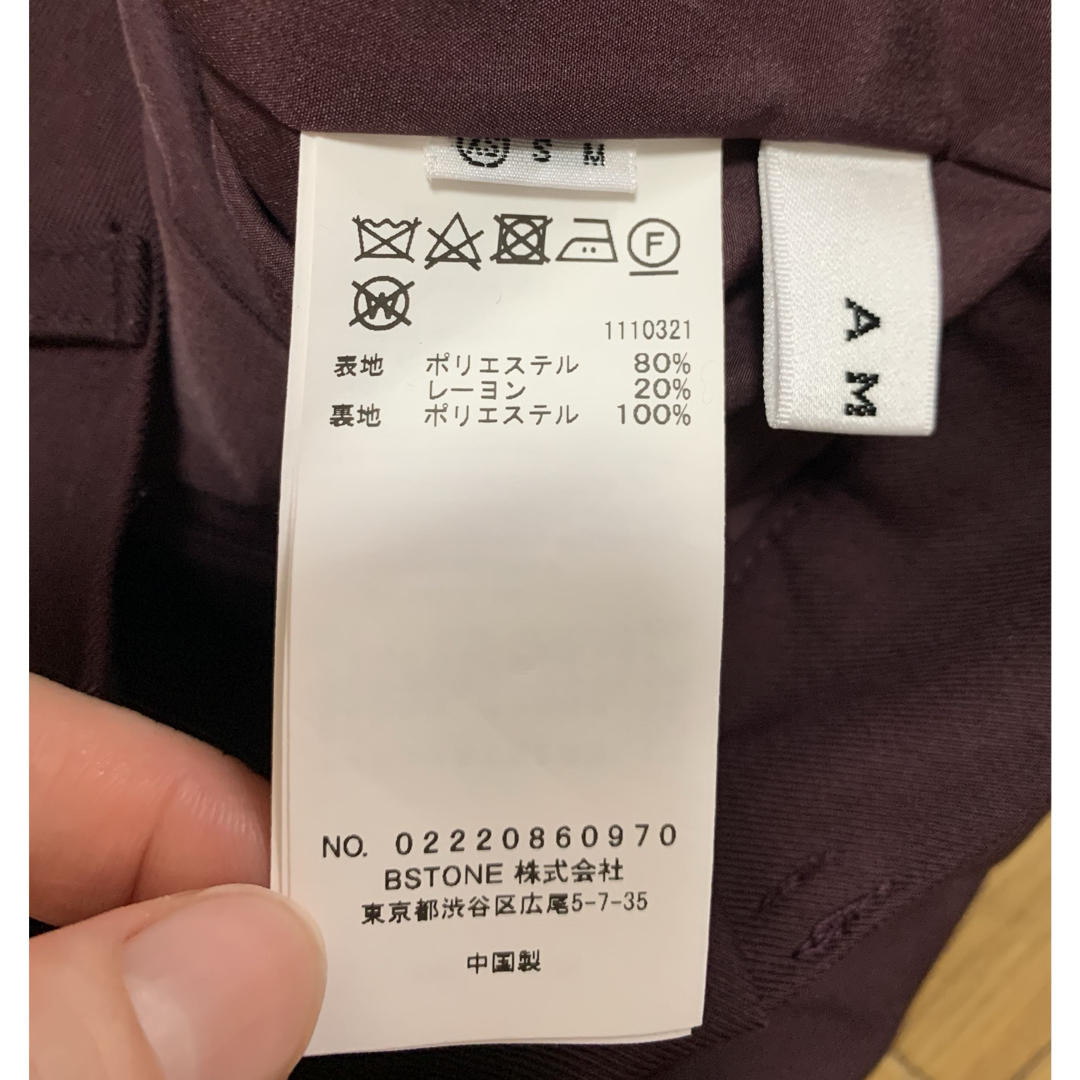 S M
F
W
1110321
表地 ポリエステル 80%
レーヨン 20%
裏地 ポリエステル 100%
NO. 02220860970
BSTONE 株式会社
東京都渋谷区広尾5-7-35
中国製
A M